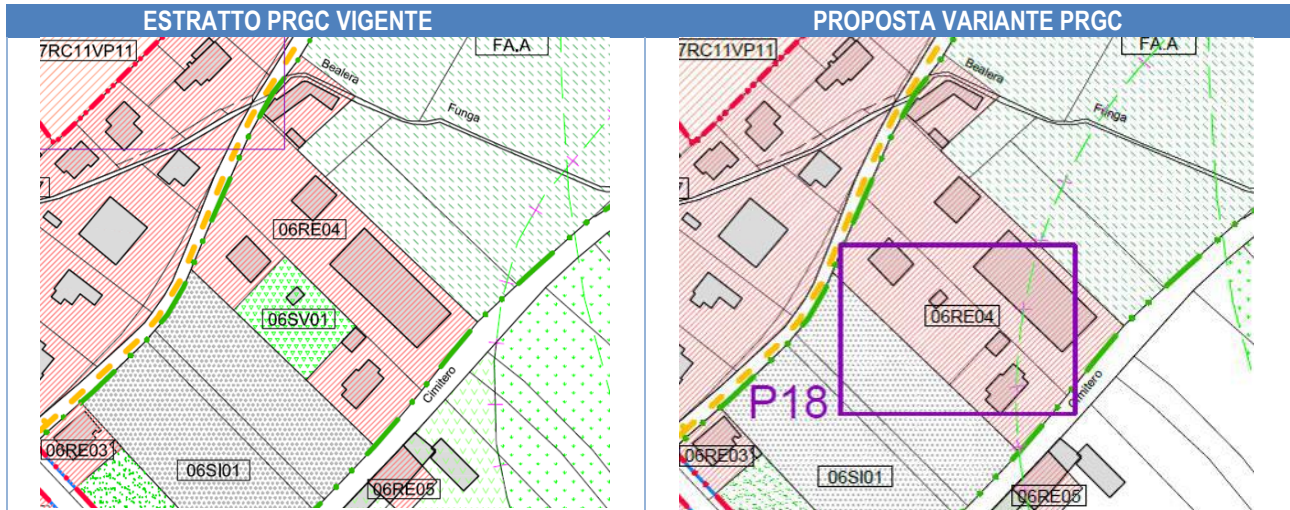 ESTRATTO PRGC VIGENTE
PROPOSTA VARIANTE PRGC
7RC11VP11
FA.A
Bealera
Funga
06RE04
06SV01
Cimitero
06RE03
06SI01
06RE05
7RC11VP11
FA.A
Bealera
Funga
06RE04
P18
Cimitero
06RE03
06SI01
06RE05